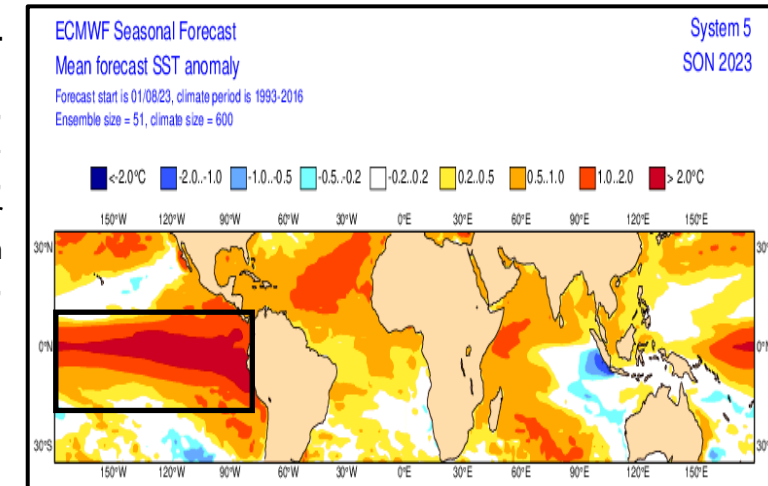 ECMWF Seasonal Forecast
System 5
Mean forecast SST anomaly
SON 2023
Forecast start is 01/08/23, climate period is 1993-2016
Ensemble size = 51, climate size = 600
<-2.0°C -2.0..-1.0 -1.0..-0.5 -0.5..-0.2 -0.2..0.2 0.2..0.5 0.5..1.0 1.0..2.0 > 2.0°C
150°W 120°W 90°W 60°W 30°W 0°E 30°E 60°E 90°E 120°E 150°E
30°N
0°N 0°N
30°S
150°W 120°W 90°W 60°W 30°W 0°E 30°E 60°E 90°E 120°E 150°E